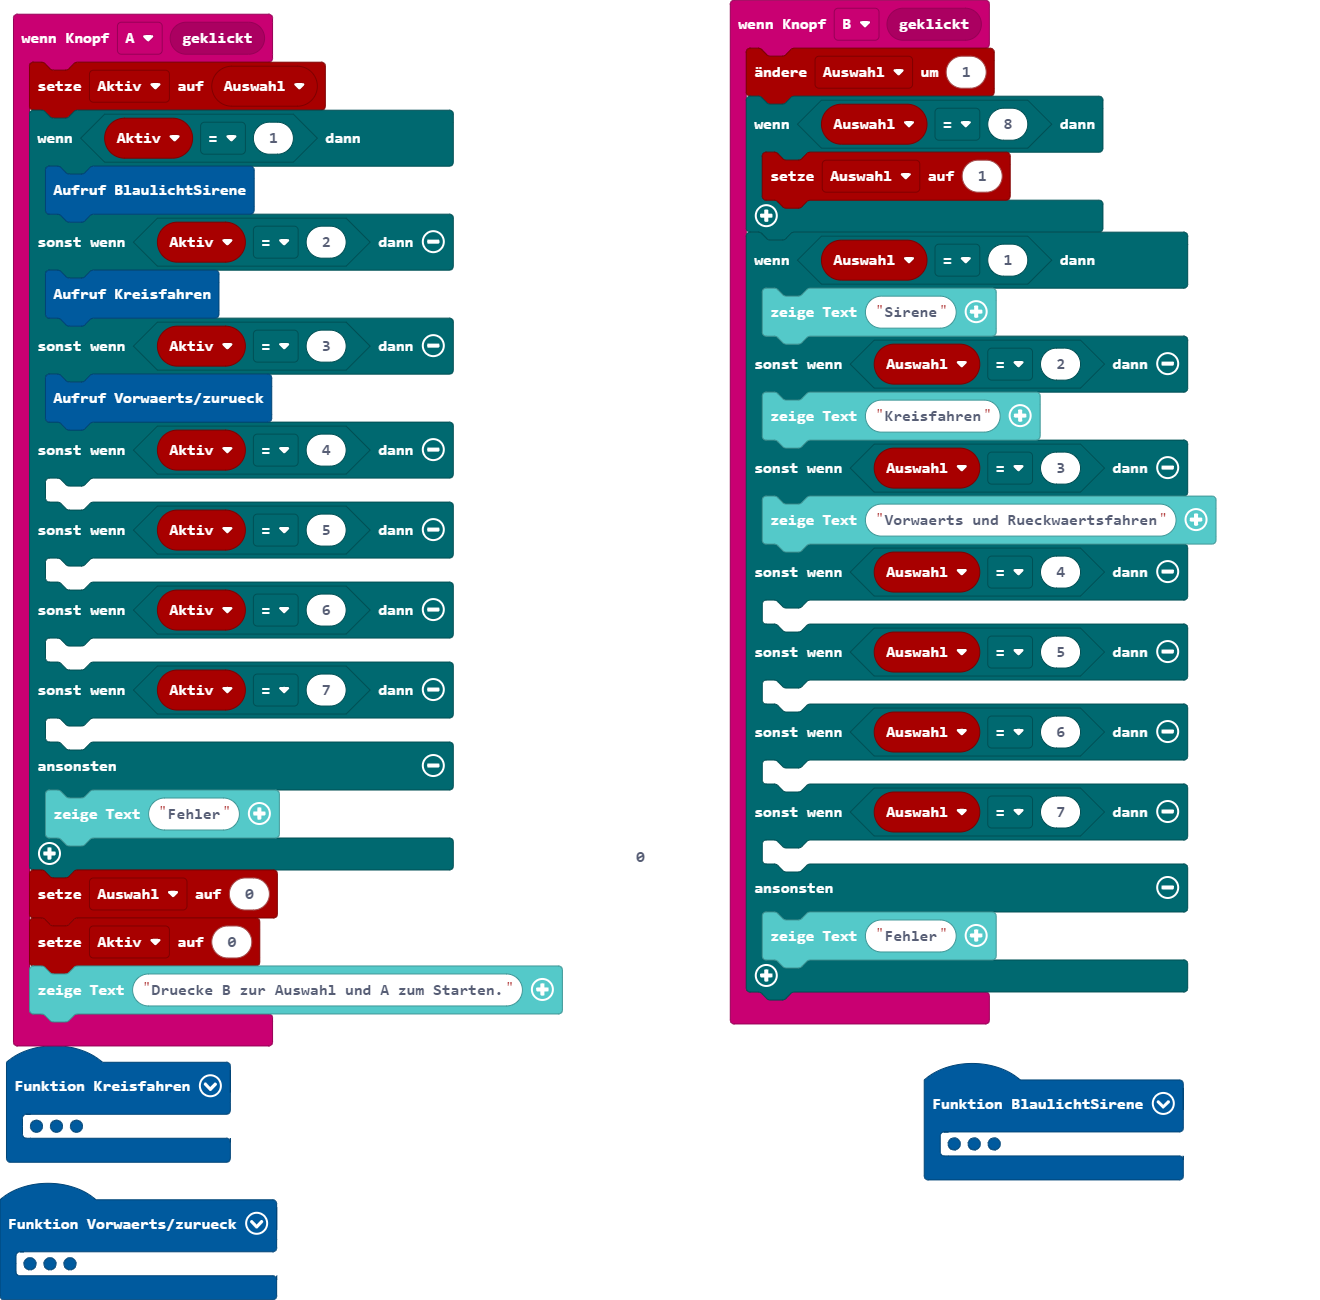 wenn Knopf A geklickt
setze Aktiv auf Auswahl
wenn Aktiv = 1 dann
Aufruf BlaulichtSirene
sonst wenn Aktiv = 2 dann
Aufruf Kreisfahren
sonst wenn Aktiv = 3 dann
Aufruf Vorwaerts/zurueck
sonst wenn Aktiv = 4 dann
sonst wenn Aktiv = 5 dann
sonst wenn Aktiv = 6 dann
sonst wenn Aktiv = 7 dann
ansonsten
zeige Text "Fehler"
setze Auswahl auf 0
setze Aktiv auf 0
zeige Text "Druecke B zur Auswahl und A zum Starten."
0
wenn Knopf B geklickt
ändere Auswahl um 1
wenn Auswahl = 8 dann
setze Auswahl auf 1
wenn Auswahl = 1 dann
zeige Text "Sirene"
sonst wenn Auswahl = 2 dann
zeige Text "Kreisfahren"
sonst wenn Auswahl = 3 dann
zeige Text "Vorwaerts und Rueckwaertsfahren"
sonst wenn Auswahl = 4 dann
sonst wenn Auswahl = 5 dann
sonst wenn Auswahl = 6 dann
sonst wenn Auswahl = 7 dann
ansonsten
zeige Text "Fehler"
Funktion Kreisfahren
Funktion Vorwaerts/zurueck
Funktion BlaulichtSirene